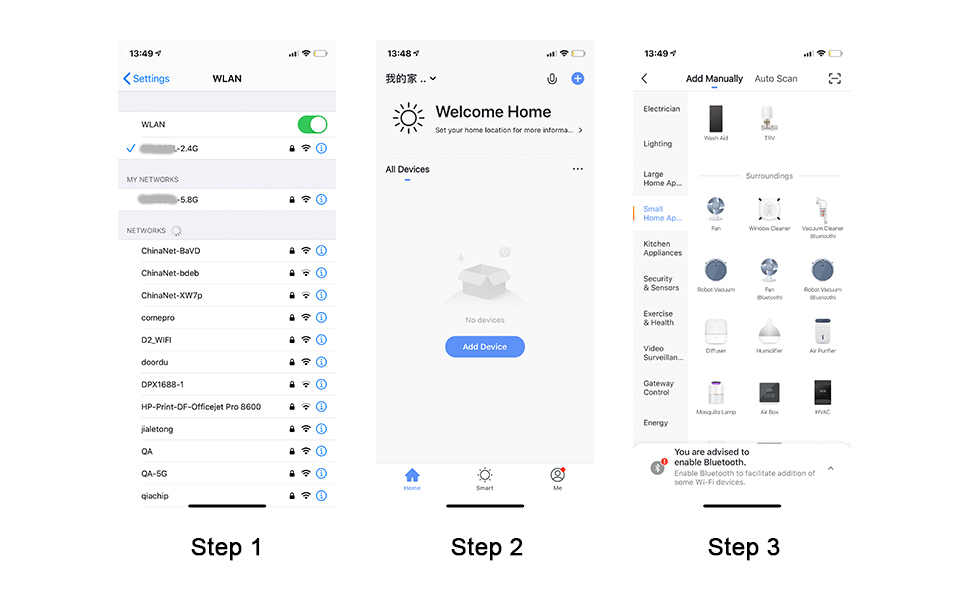 13:49
Settings
WLAN
WLAN
-2.4G
MY NETWORKS
-5.8G
NETWORKS
ChinaNet-BaVD
ChinaNet-bdeb
ChinaNet-XW7p
comepro
D2_WIFI
doordu
DPX1688-1
HP-Print-DF-Officejet Pro 8600
jialetong
QA
QA-5G
qiachip
Step 1
13:48
我的家 ..
Welcome Home
Set your home location for more informa...
All Devices
No devices
Add Device
Home
Smart
Me
Step 2
13:49
Add Manually
Auto Scan
Electrician
Lighting
Large
Home Ap...
Small
Home Ap...
Kitchen
Appliances
Security
& Sensors
Exercise
& Health
Video
Surveillan...
Gateway
Control
Energy
Wash Aid
TRV
Surroundings
Fan
Window Cleaner
Vacuum Cleaner
(Bluetooth)
Robot Vacuum
Fan
(Bluetooth)
Robot Vacuum
(Bluetooth)
Diffuser
Humidifier
Air Purifier
Mosquito Lamp
Air Box
HVAC
You are advised to
enable Bluetooth.
Enable Bluetooth to facilitate addition of
some Wi-Fi devices.
Step 3